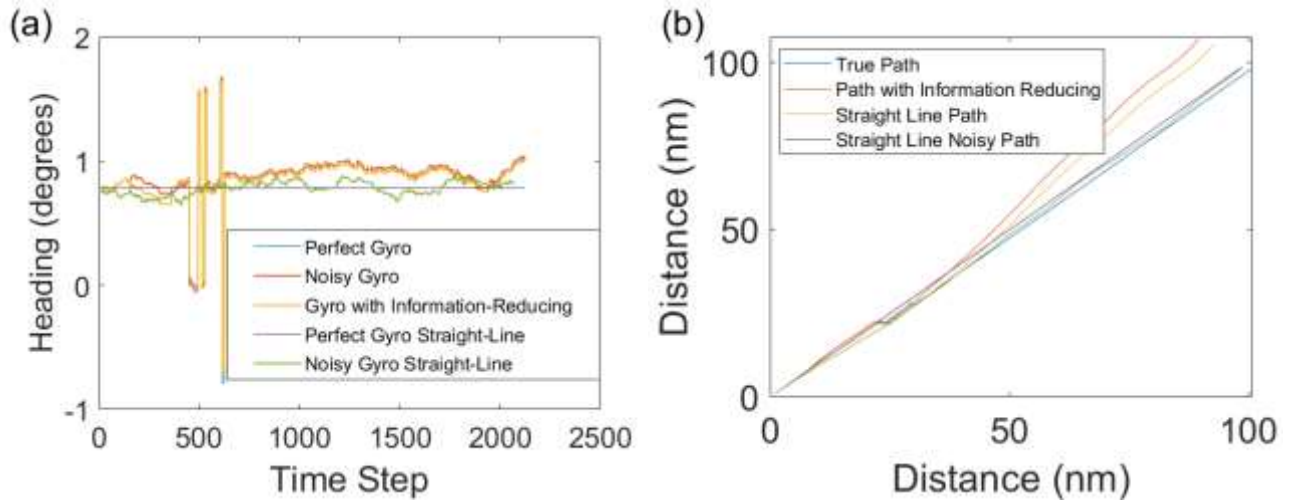 (a)
2
1
0
-1
Heading (degrees)
Perfect Gyro
Noisy Gyro
Gyro with Information-Reducing
Perfect Gyro Straight-Line
Noisy Gyro Straight-Line
0 500 1000 1500 2000 2500
Time Step
(b)
100
50
0
Distance (nm)
True Path
Path with Information Reducing
Straight Line Path
Straight Line Noisy Path
0 50 100
Distance (nm)